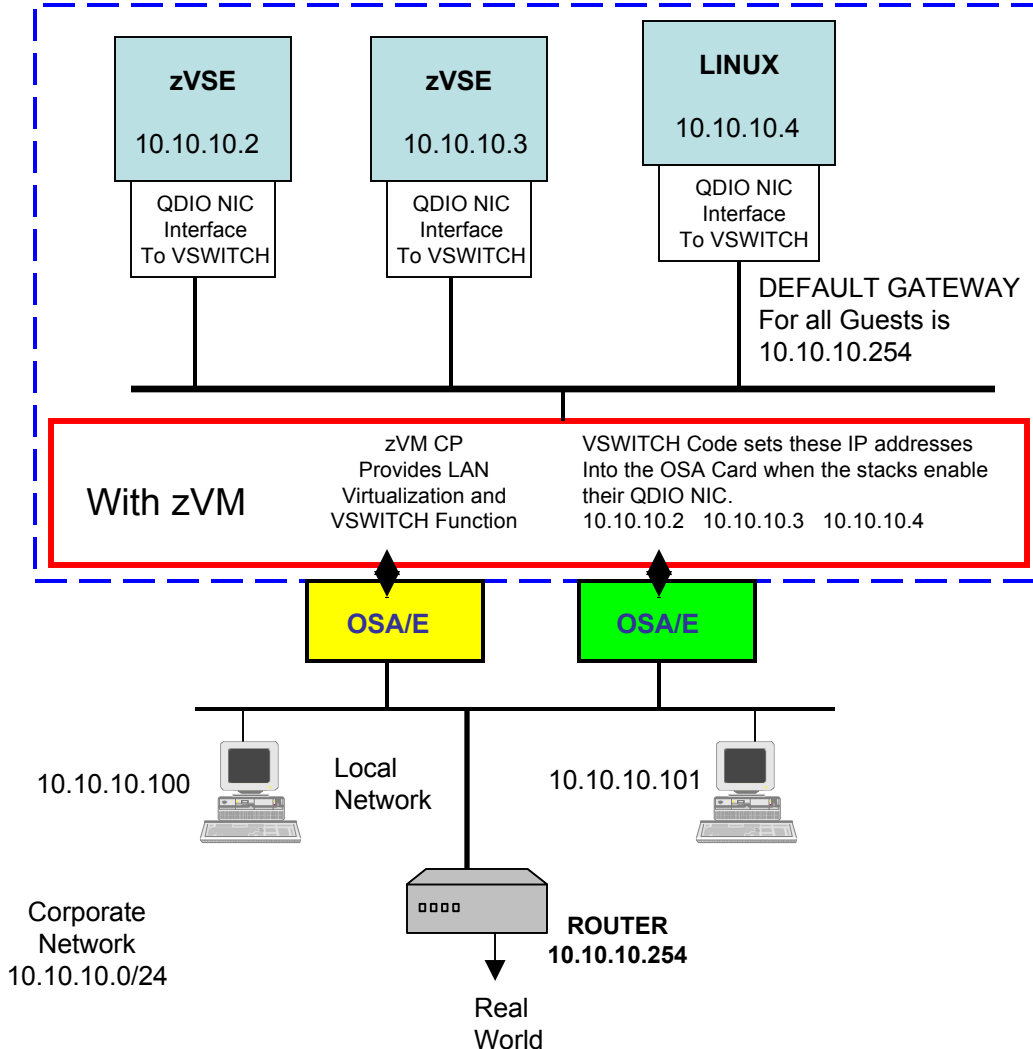 zVSE
10.10.10.2
zVSE
10.10.10.3
LINUX
10.10.10.4
QDIO NIC
Interface
To VSWITCH
QDIO NIC
Interface
To VSWITCH
QDIO NIC
Interface
To VSWITCH
DEFAULT GATEWAY
For all Guests is
10.10.10.254
With zVM
zVM CP
Provides LAN
Virtualization and
VSWITCH Function
VSWITCH Code sets these IP addresses
Into the OSA Card when the stacks enable
their QDIO NIC.
10.10.10.2 10.10.10.3 10.10.10.4
OSA/E
OSA/E
10.10.10.100
Local
Network
10.10.10.101
Corporate
Network
10.10.10.0/24
ROUTER
10.10.10.254
Real
World